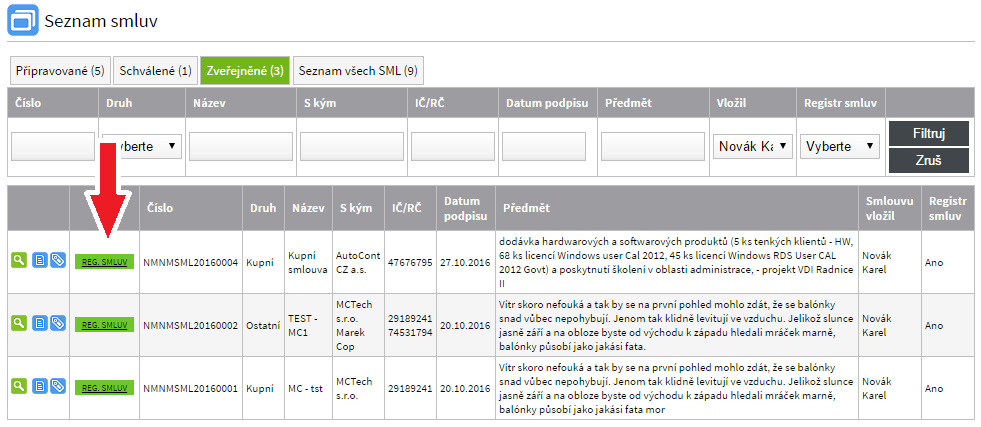 Seznam smluv
Připravované (5) Schválené (1) Zveřejněné (3) Seznam všech SML (9)
Číslo Druh Název S kým IČ/RČ Datum podpisu Předmět Vložil Registr smluv
yberte Novák Ka Vyberte Filtruj
Zruš
Číslo Druh Název S kým IČ/RČ Datum podpisu Předmět Smlouvu vložil Registr smluv
REG. SMLUV NMNMSML20160004 Kupní Kupní smlouva AutoCont CZ a.s. 47676795 27.10.2016
dodávka hardwarových a softwarových produktů (5 ks tenkých klientů - HW,
68 ks licencí Windows user Cal 2012, 45 ks licencí Windows RDS User CAL
2012 Govt) a poskytnutí školení v oblasti administrace, - projekt VDI Radnice
II
Novák Karel Ano
REG. SMLUV NMNMSML20160002 Ostatní TEST - MC1 MCTech s.r.o. Marek Cop 29189241 74531794 20.10.2016
Vítr skoro nefouká a tak by se na první pohled mohlo zdát, že se balónky
snad vůbec nepohybují. Jenom tak klidně levitují ve vzduchu. Jelikož slunce
jasně září a na obloze byste od východu k západu hledali mráček marně,
balónky působí jako jakási fata.
Novák Karel Ano
REG. SMLUV NMNMSML20160001 Kupní MC - tst MCTech s.r.o. 29189241 20.10.2016
Vítr skoro nefouká a tak by se na první pohled mohlo zdát, že se balónky
snad vůbec nepohybují. Jenom tak klidně levitují ve vzduchu. Jelikož slunce
jasně září a na obloze byste od východu k západu hledali mráček marně,
balónky působí jako jakási fata mor
Novák Karel Ano